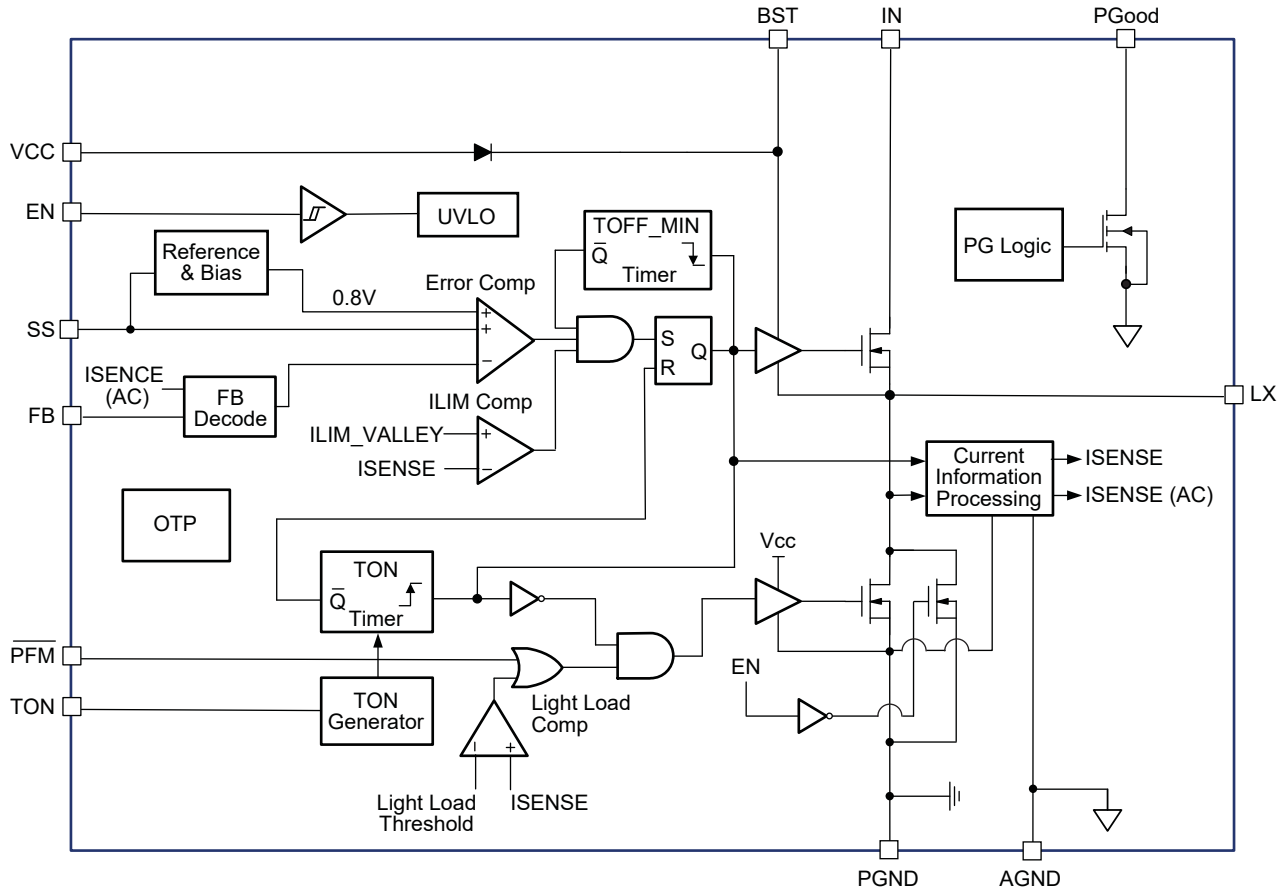 BST
IN
PGood
VCC
EN
UVLO
TOFF_MIN
Q̅
Timer
Reference
& Bias
PG Logic
Error Comp
0.8V
+
+
−
SS
S
R
Q
ISENCE
(AC)
FB
Decode
FB
LX
ILIM Comp
ILIM_VALLEY
+
ISENSE
−
Current
Information
Processing
ISENSE
ISENSE (AC)
OTP
Vcc
TON
Q̅
Timer
P̅F̅M̅
EN
TON
TON
Generator
Light Load
Comp
−
+
Light Load
Threshold
ISENSE
PGND
AGND